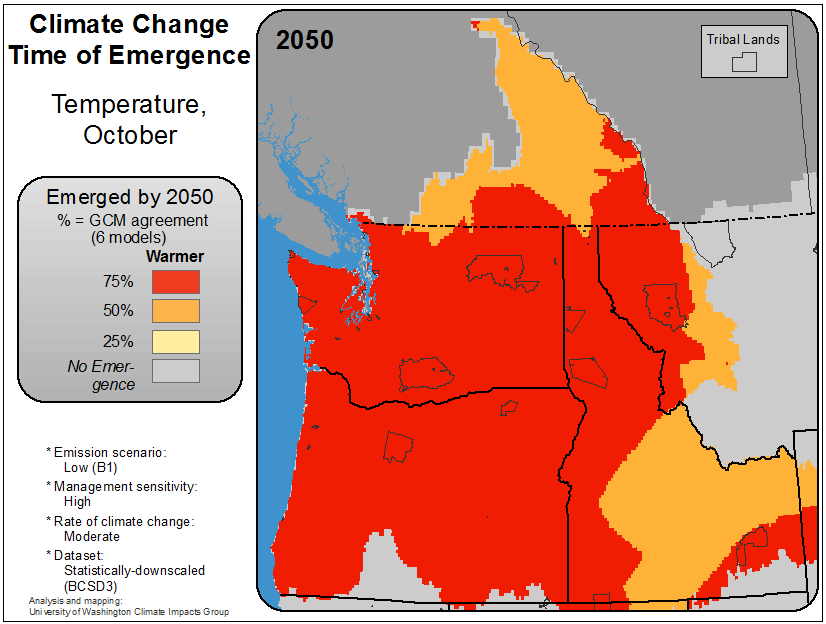 Climate Change
Time of Emergence
Temperature,
October
Emerged by 2050
% = GCM agreement
(6 models)
Warmer
75%
50%
25%
No Emer-
gence
* Emission scenario:
Low (B1)
* Management sensitivity:
High
* Rate of climate change:
Moderate
* Dataset:
Statistically-downscaled
(BCSD3)
Analysis and mapping:
University of Washington Climate Impacts Group
2050
Tribal Lands